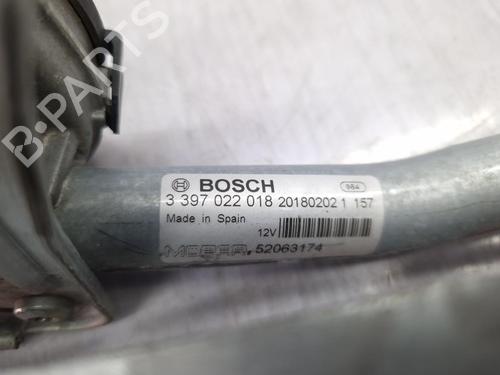 B-PARTS
BOSCH 984
3 397 022 018 20180202 1 157
Made in Spain
12V
MOPAR. 52063174